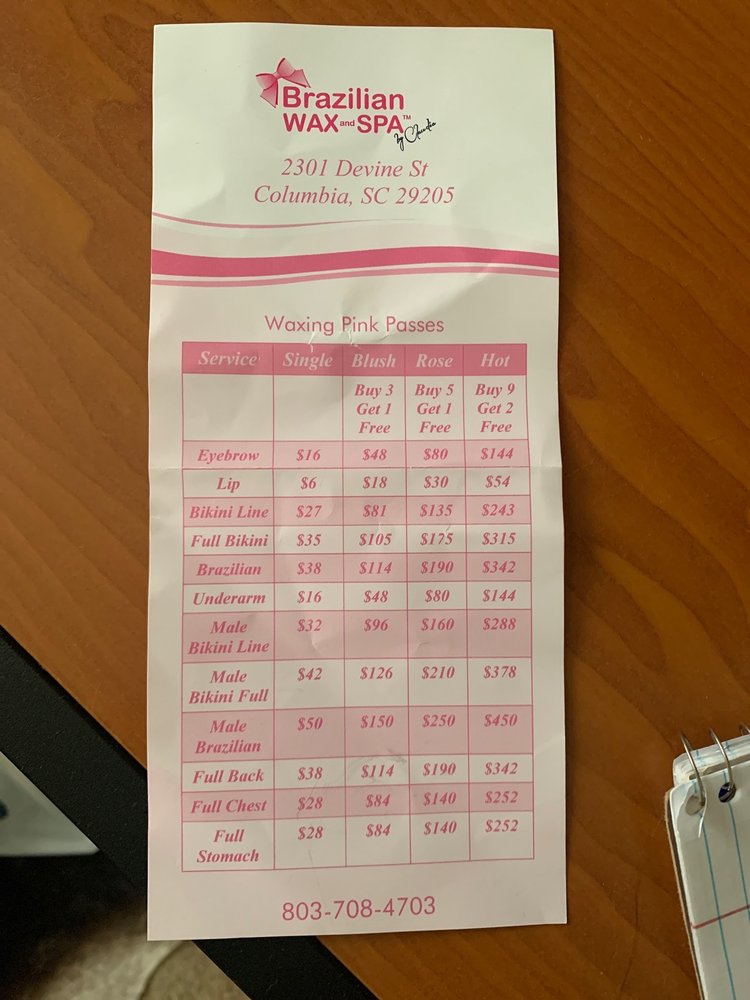 Brazilian
WAX and SPA™
by Claudia
2301 Devine St
Columbia, SC 29205
Waxing Pink Passes
Service Single Blush Rose Hot
Buy 3 Get 1 Free Buy 5 Get 1 Free Buy 9 Get 2 Free
Eyebrow $16 $48 $80 $144
Lip $6 $18 $30 $54
Bikini Line $27 $81 $135 $243
Full Bikini $35 $105 $175 $315
Brazilian $38 $114 $190 $342
Underarm $16 $48 $80 $144
Male Bikini Line $32 $96 $160 $288
Male Bikini Full $42 $126 $210 $378
Male Brazilian $50 $150 $250 $450
Full Back $38 $114 $190 $342
Full Chest $28 $84 $140 $252
Full Stomach $28 $84 $140 $252
803-708-4703